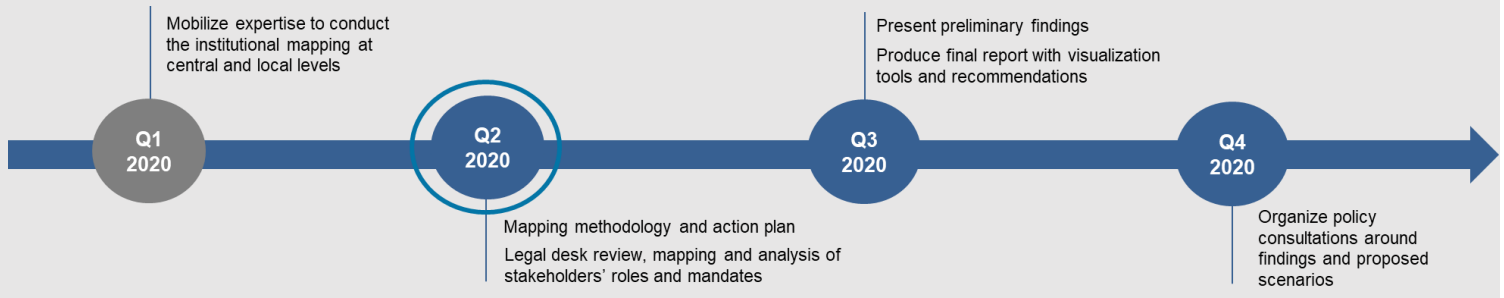 Mobilize expertise to conduct
the institutional mapping at
central and local levels
Q1
2020
Q2
2020
Mapping methodology and action plan
Legal desk review, mapping and analysis of
stakeholders’ roles and mandates
Present preliminary findings
Produce final report with visualization
tools and recommendations
Q3
2020
Q4
2020
Organize policy
consultations around
findings and proposed
scenarios